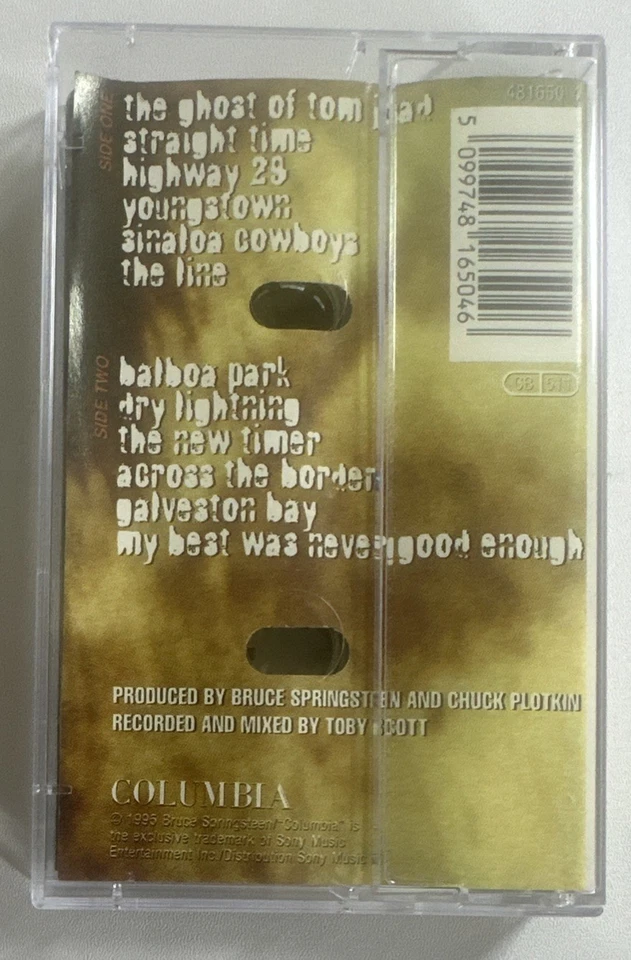 SIDE ONE
the ghost of tom joad
straight time
highway 29
youngstown
sinaloa cowboys
the line
SIDE TWO
balboa park
dry lightning
the new timer
across the border
galveston bay
my best was never good enough
PRODUCED BY BRUCE SPRINGSTEEN AND CHUCK PLOTKIN
RECORDED AND MIXED BY TOBY SCOTT
COLUMBIA
© 1995 Bruce Springsteen/"Columbia" is
the exclusive trademark of Sony Music
Entertainment Inc./Distribution Sony Music
481650 4
5 099748 165046
CB